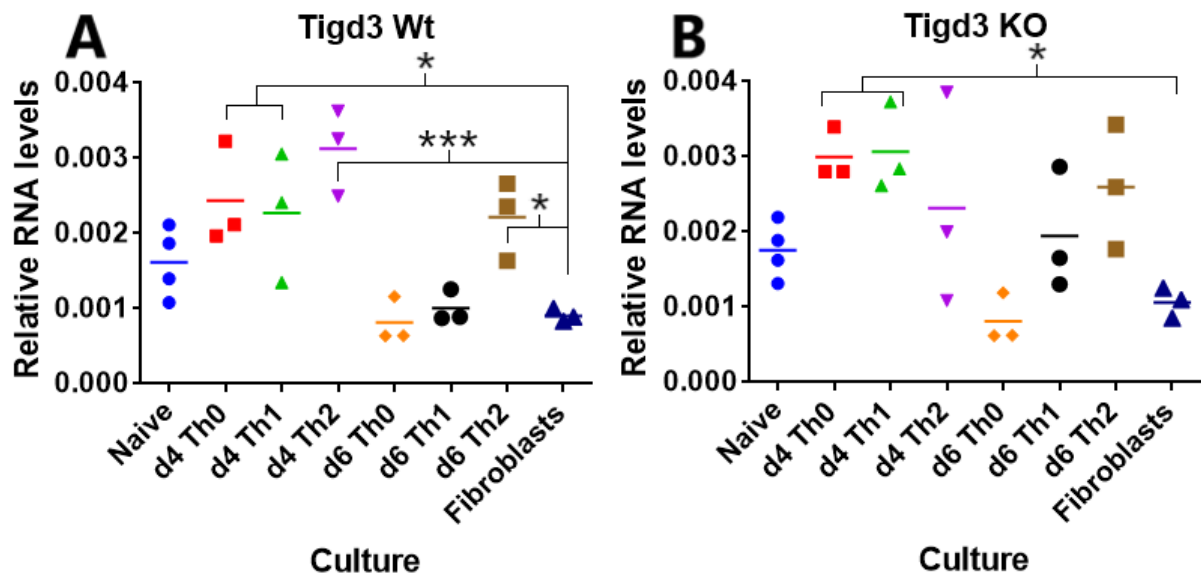 A
Tigd3 Wt
Relative RNA levels
0.004
0.003
0.002
0.001
0.000
*
***
*
Naive
d4 Th0
d4 Th1
d4 Th2
d6 Th0
d6 Th1
d6 Th2
Fibroblasts
Culture
B
Tigd3 KO
Relative RNA levels
0.004
0.003
0.002
0.001
0.000
*
Naive
d4 Th0
d4 Th1
d4 Th2
d6 Th0
d6 Th1
d6 Th2
Fibroblasts
Culture